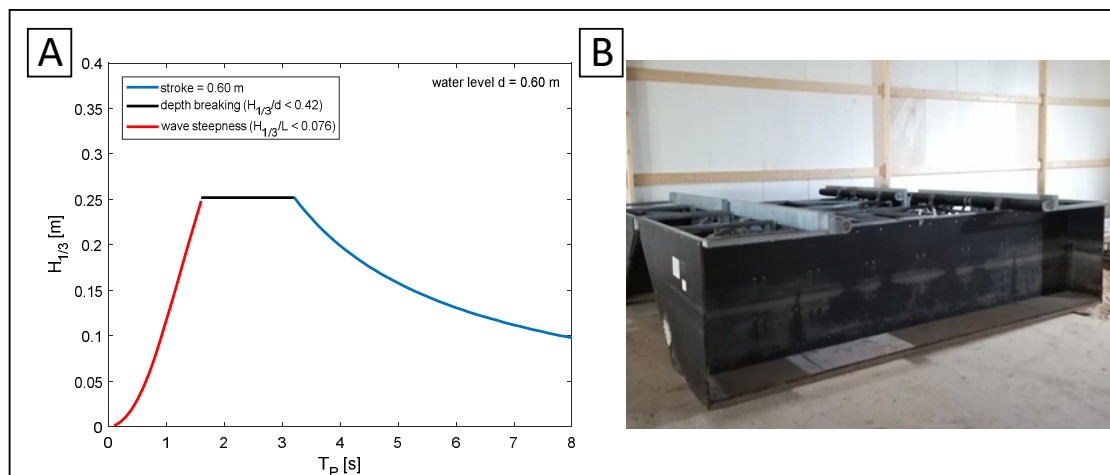 A
B
0.4
0.35
0.3
0.25
0.2
0.15
0.1
0.05
0
H1/3 [m]
stroke = 0.60 m
depth breaking (H1/3/d < 0.42)
wave steepness (H1/3/L < 0.076)
water level d = 0.60 m
0 1 2 3 4 5 6 7 8
TP [s]